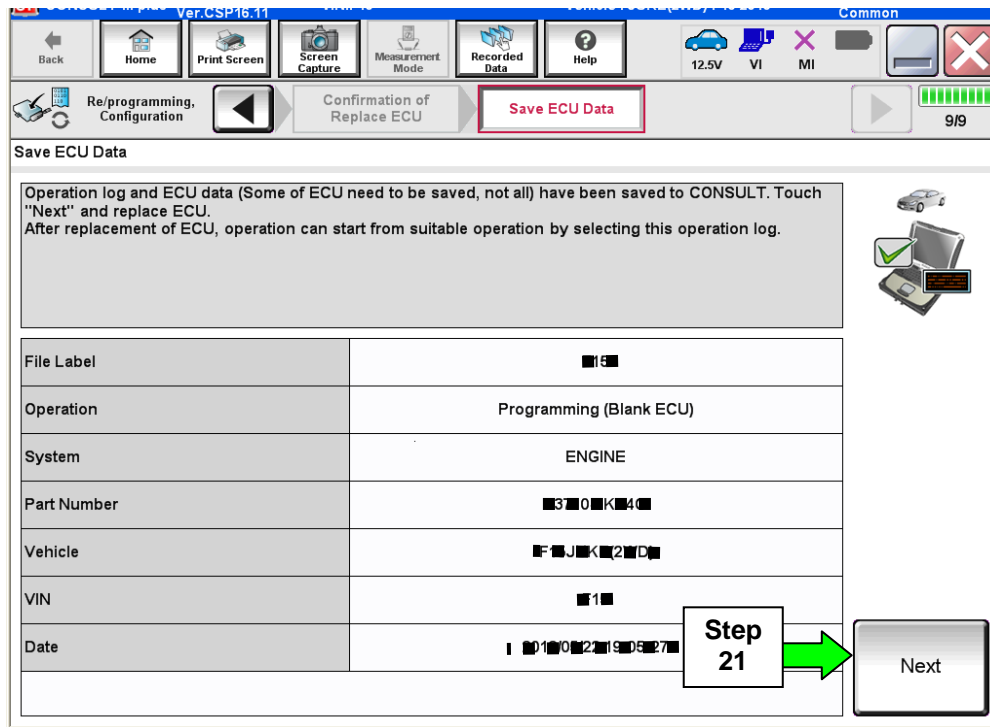 Ver.CSP16.11
Common
Back
Home
Print Screen
Screen
Capture
Measurement
Mode
Recorded
Data
Help
12.5V
VI
MI
Re/programming,
Configuration
Confirmation of
Replace ECU
Save ECU Data
9/9
Save ECU Data
Operation log and ECU data (Some of ECU need to be saved, not all) have been saved to CONSULT. Touch
"Next" and replace ECU.
After replacement of ECU, operation can start from suitable operation by selecting this operation log.
File Label
Operation
Programming (Blank ECU)
System
ENGINE
Part Number
Vehicle
VIN
Date
Step
21
Next